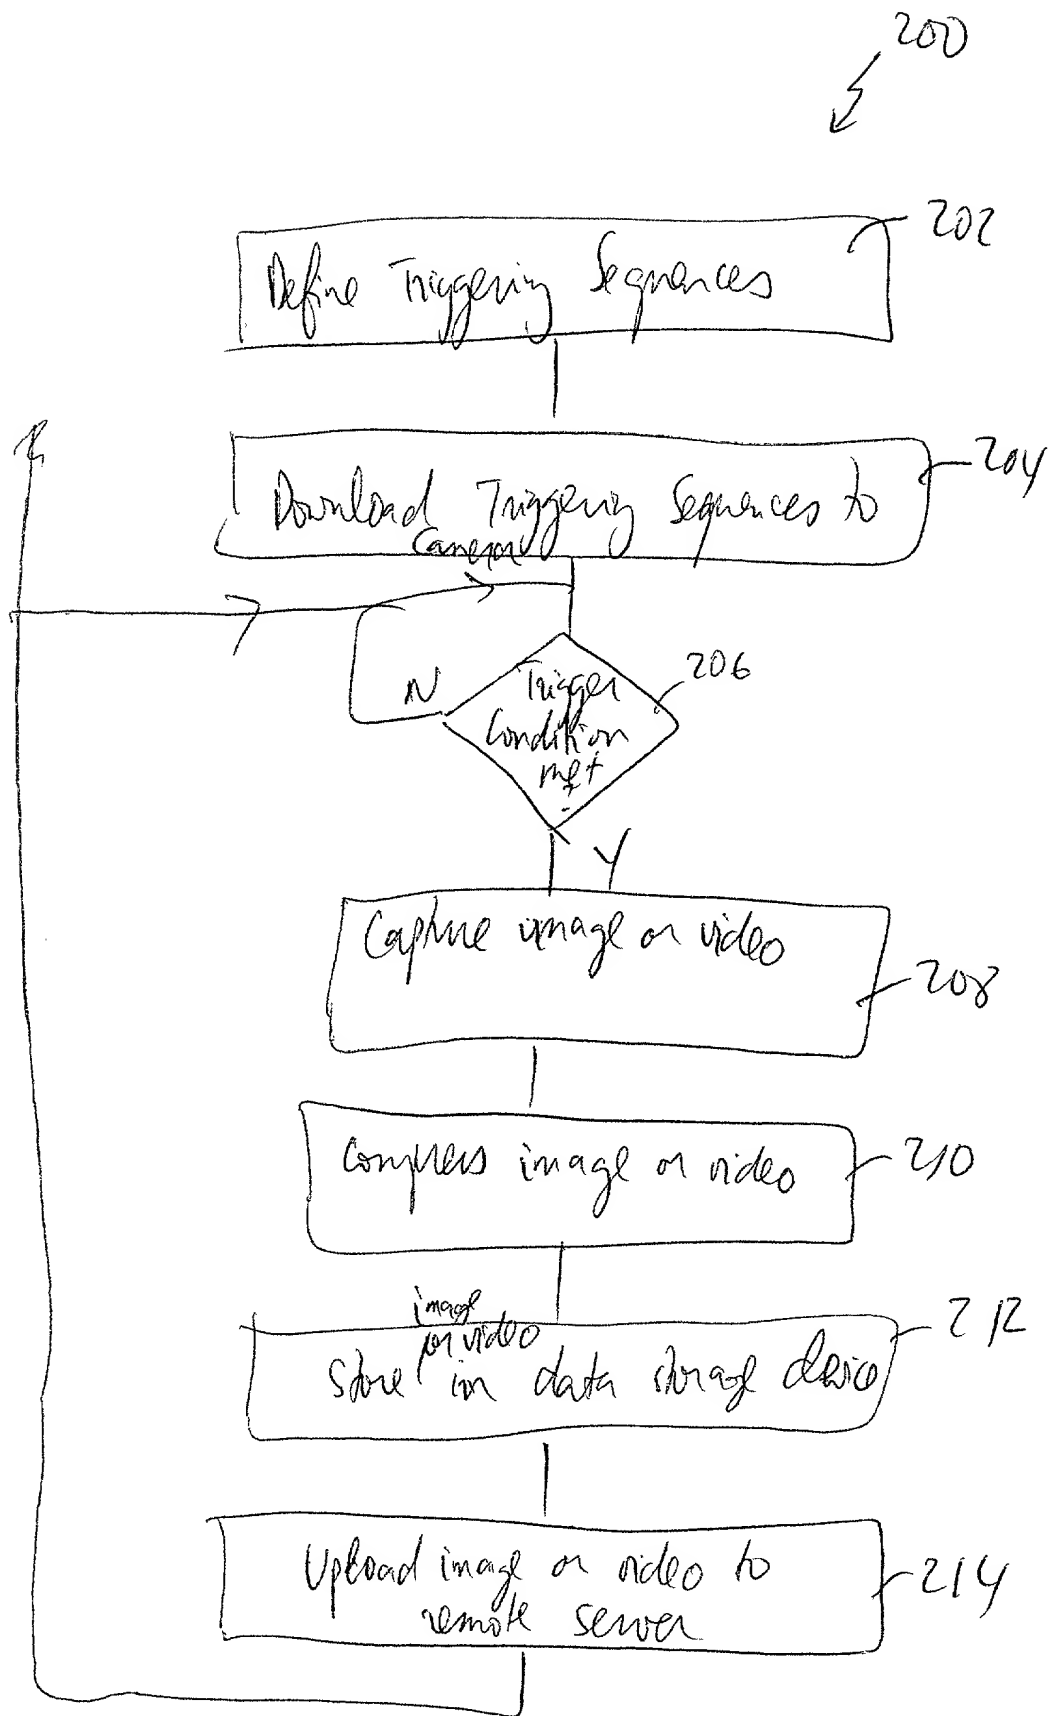 200
202
Define Triggering Sequences
204
Download Triggering Sequences to
Camera
206
N
Trigger
Condition
met
Y
Capture image or video
208
Compress image or video
210
image
or video
212
Store in data storage device
Upload image or video to
remote server
214